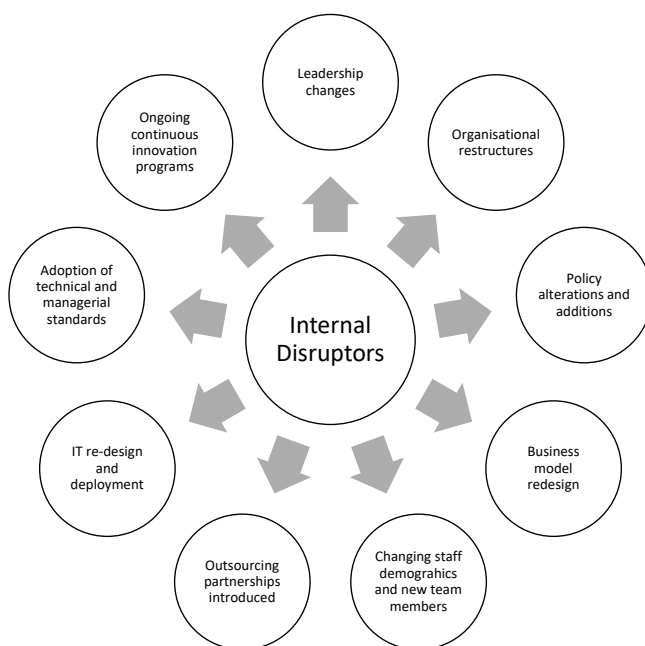 Leadership
changes
Organisational
restructures
Policy
alterations and
additions
Business
model
redesign
Changing staff
demograhics
and new team
members
Outsourcing
partnerships
introduced
IT re-design
and
deployment
Adoption of
technical and
managerial
standards
Ongoing
continuous
innovation
programs
Internal
Disruptors